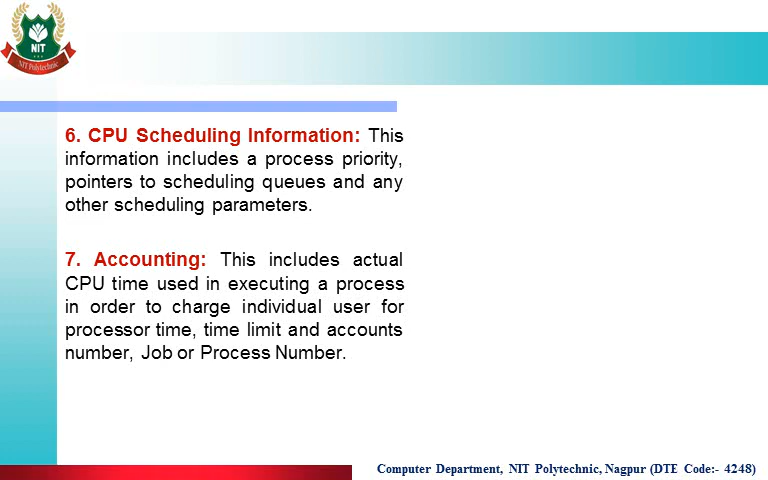 NIT
NIT Polytechnic
6. CPU Scheduling Information: This
information includes a process priority,
pointers to scheduling queues and any
other scheduling parameters.
7. Accounting: This includes actual
CPU time used in executing a process
in order to charge individual user for
processor time, time limit and accounts
number, Job or Process Number.
Computer Department, NIT Polytechnic, Nagpur (DTE Code:- 4248)